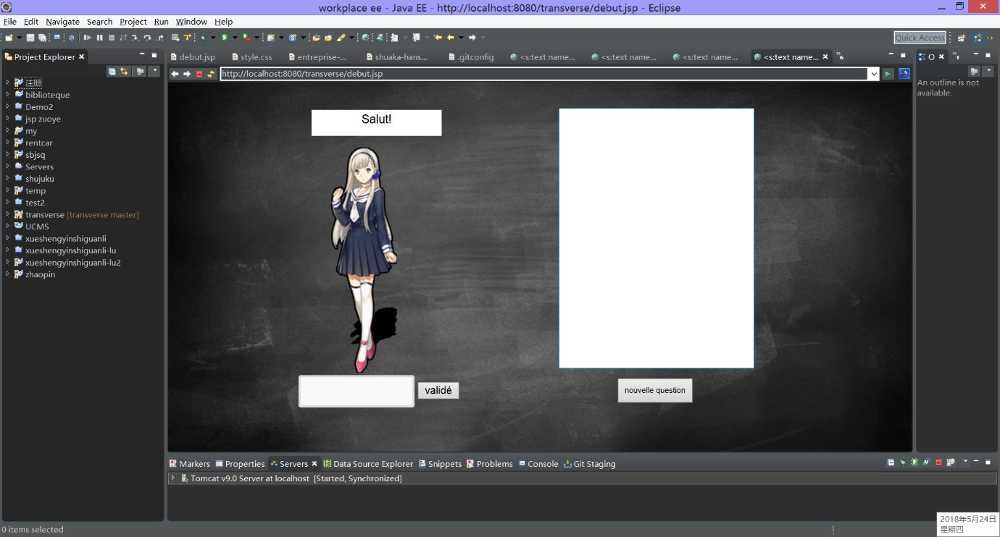 workplace ee - Java EE - http://localhost:8080/transverse/debut.jsp - Eclipse
File Edit Navigate Search Project Run Window Help
Quick Access
Project Explorer
debut.jsp style.css entreprise-... shuaka-hans... .gitconfig <s:text name... <s:text name... <s:text name... <s:text name... »6
O »1
http://localhost:8080/transverse/debut.jsp
An outline is not
available.
注册
biblioteque
Demo2
jsp zuoye
my
rentcar
sbjsq
Servers
shujuku
temp
test2
transverse [transverse master]
UCMS
xueshengyinshiguanli
xueshengyinshiguanli-lu
xueshengyinshiguanli-lu2
zhaopin
Salut!
validé
nouvelle question
Markers Properties Servers Data Source Explorer Snippets Problems Console Git Staging
Tomcat v9.0 Server at localhost [Started, Synchronized]
0 items selected
2018年5月24日
星期四